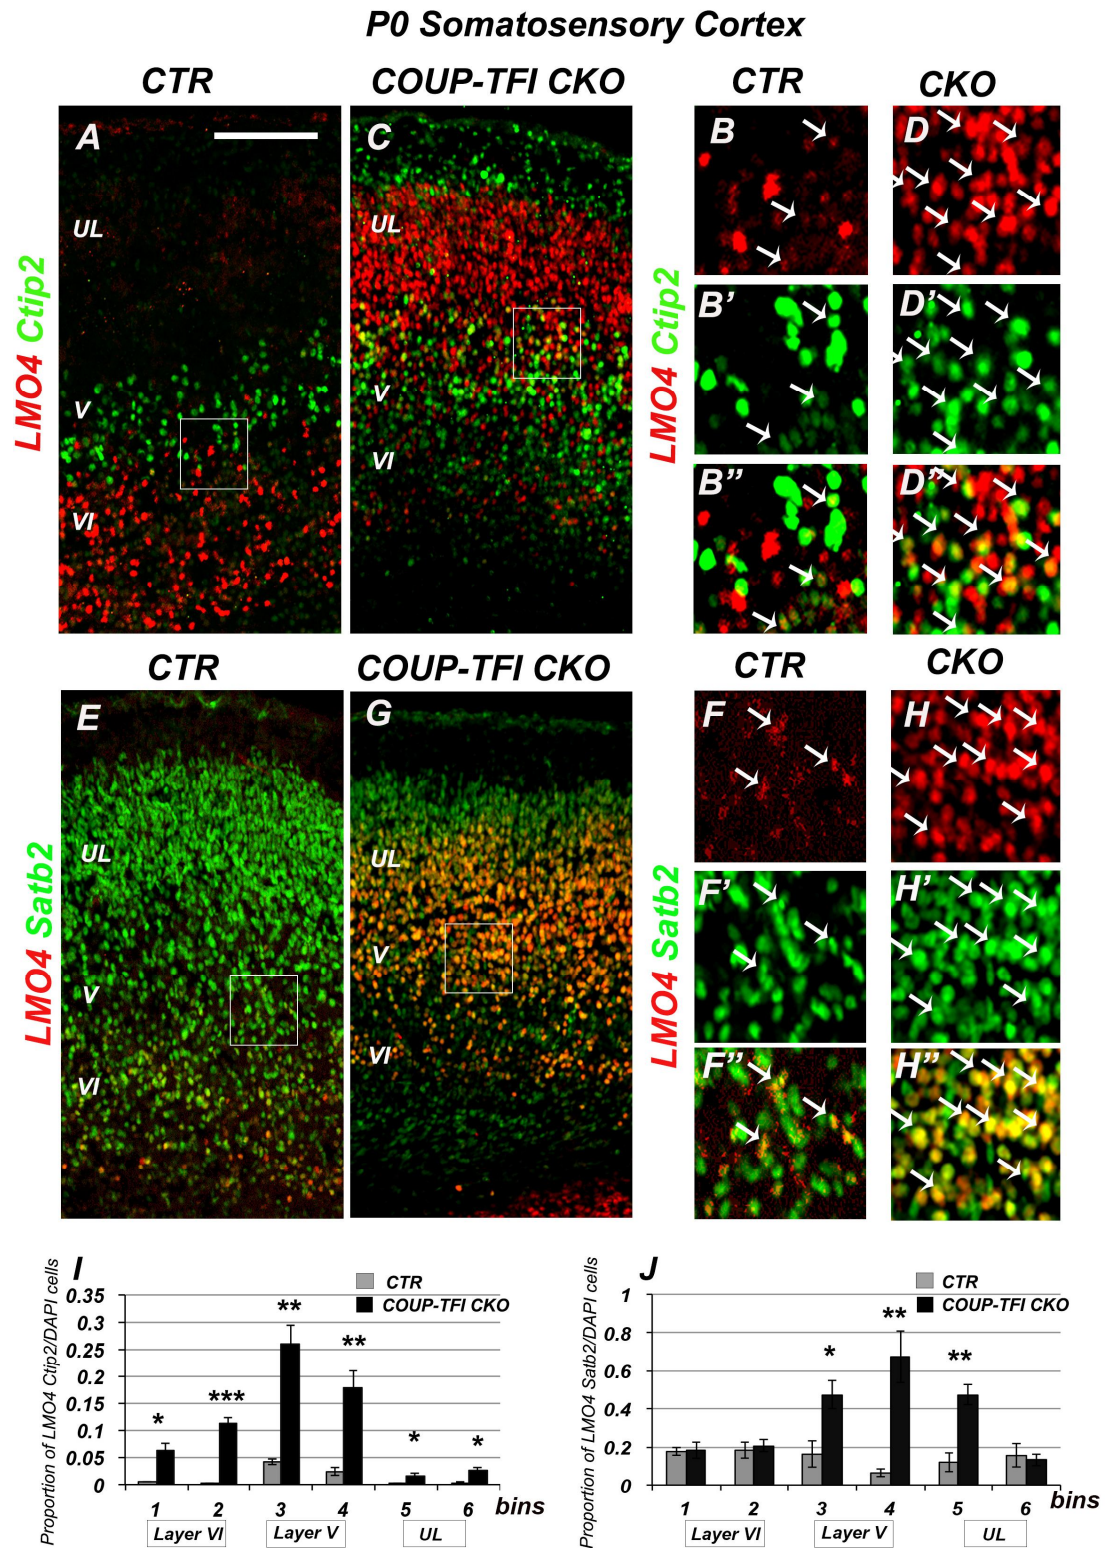 P0 Somatosensory Cortex
CTR
COUP-TFI CKO
CTR
CKO
LMO4 Ctip2
A
UL
V
VI
C
UL
V
VI
LMO4 Ctip2
B
D
B’
D’
B”
D”
CTR
COUP-TFI CKO
CTR
CKO
LMO4 Satb2
E
UL
V
VI
G
UL
V
VI
LMO4 Satb2
F
H
F’
H’
F”
H”
I
Proportion of LMO4 Ctip2/DAPI cells
CTR
COUP-TFI CKO
0.35
0.3
0.25
0.2
0.15
0.1
0.05
0
*
***
**
**
*
*
1 2 3 4 5 6 bins
Layer VI Layer V UL
J
Proportion of LMO4 Satb2/DAPI cells
CTR
COUP-TFI CKO
1
0.8
0.6
0.4
0.2
0
*
**
**
1 2 3 4 5 6 bins
Layer VI Layer V UL